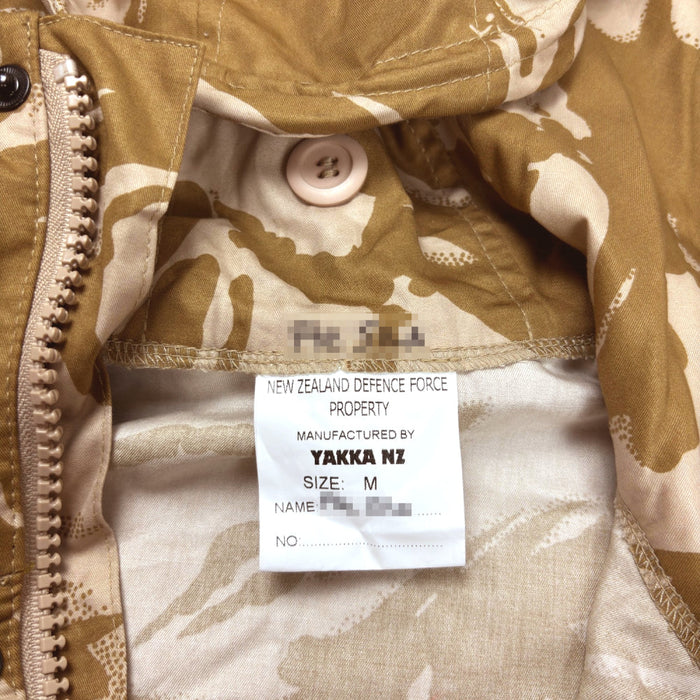 NEW ZEALAND DEFENCE FORCE
PROPERTY
MANUFACTURED BY
YAKKA NZ
SIZE: M
NAME:
NO: